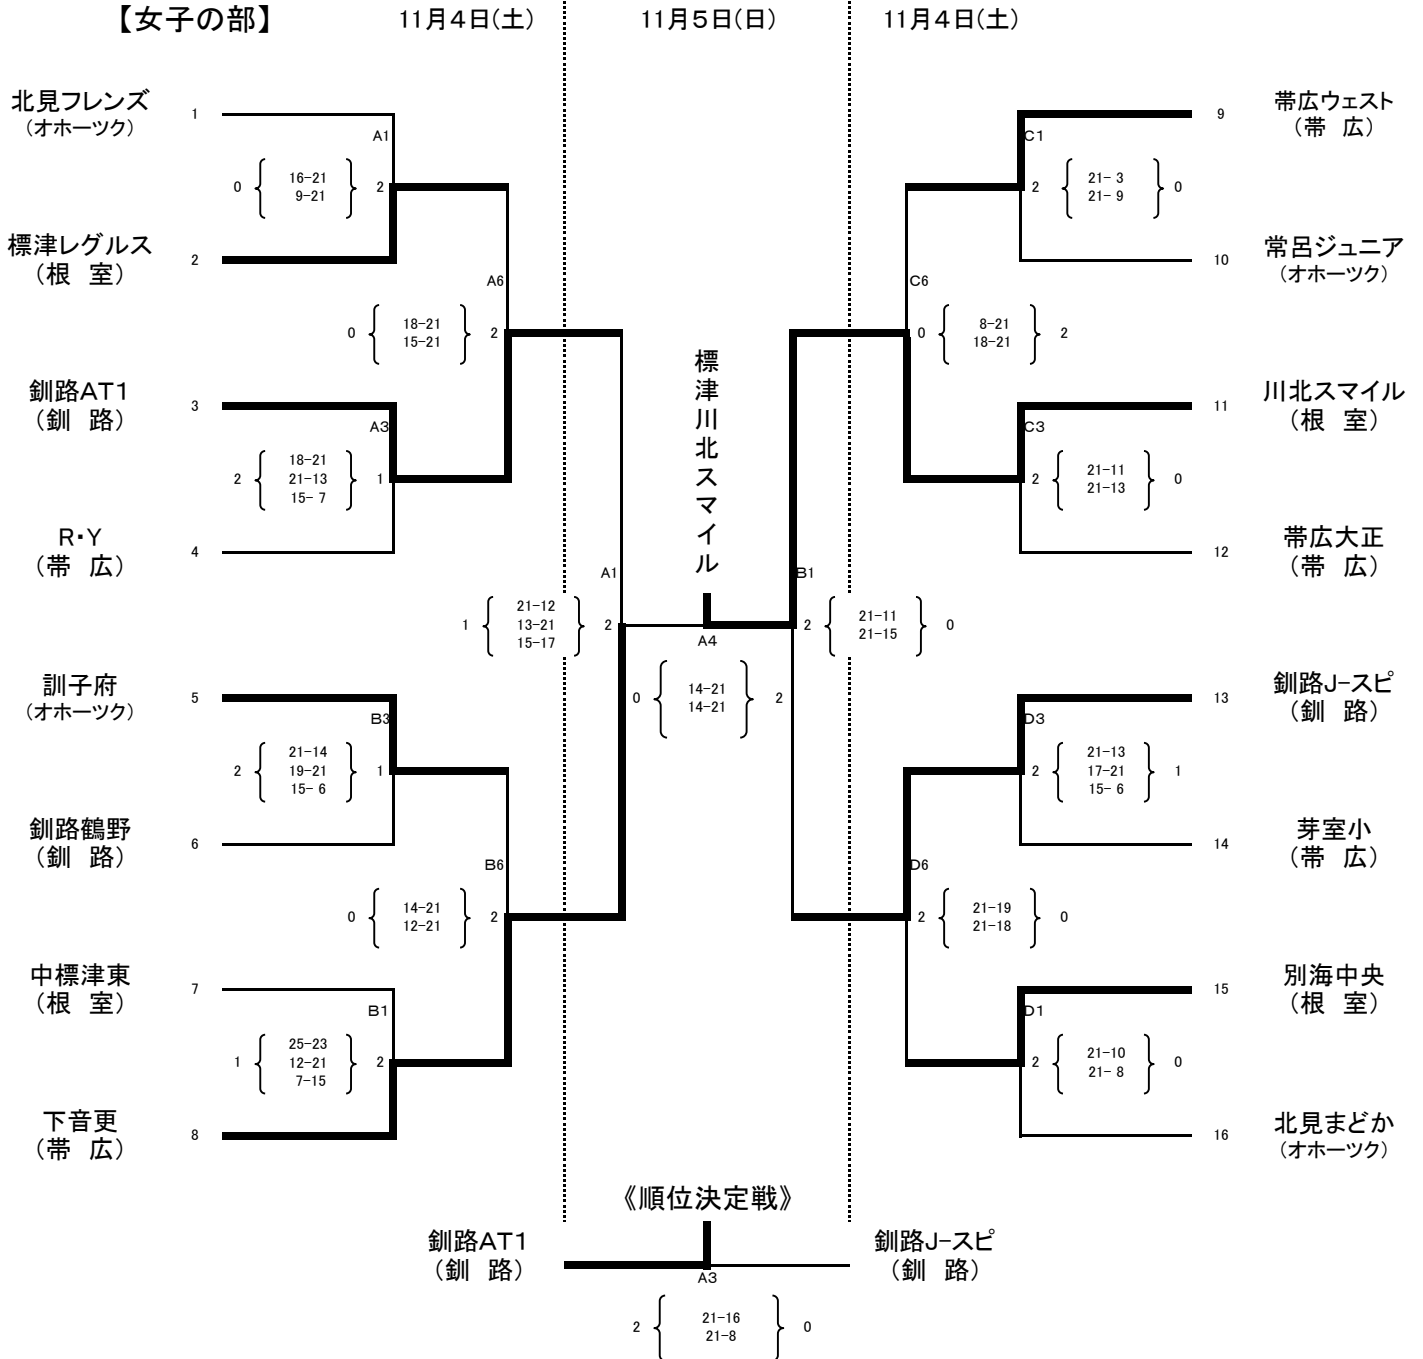 【女子の部】 11月4日(土) 11月5日(日) 11月4日(土)
北見フレンズ
(オホーツク)
1
A1
0 16-21 2
9-21
標津レグルス
(根 室)
2
A6
0 18-21 2
15-21
釧路AT1
(釧 路)
3
A3
18-21
2 21-13 1
15- 7
R・Y
(帯 広)
4
A1
21-12
1 13-21 2
15-17
訓子府
(オホーツク)
5
B3
21-14
2 19-21 1
15- 6
釧路鶴野
(釧 路)
6
B6
0 14-21 2
12-21
中標津東
(根 室)
7
B1
25-23
1 12-21 2
7-15
下音更
(帯 広)
8
標津川北スマイル
A4
0 14-21 2
14-21
9
帯広ウェスト
(帯 広)
C1
2 21- 3 0
21- 9
10
常呂ジュニア
(オホーツク)
C6
0 8-21 2
18-21
11
川北スマイル
(根 室)
C3
2 21-11 0
21-13
12
帯広大正
(帯 広)
B1
2 21-11 0
21-15
13
釧路J-スピ
(釧 路)
D3
21-13
2 17-21 1
15- 6
14
芽室小
(帯 広)
D6
2 21-19 0
21-18
15
別海中央
(根 室)
D1
2 21-10 0
21- 8
16
北見まどか
(オホーツク)
《順位決定戦》
釧路AT1
(釧 路)
釧路J-スピ
(釧 路)
A3
2 21-16 0
21-8